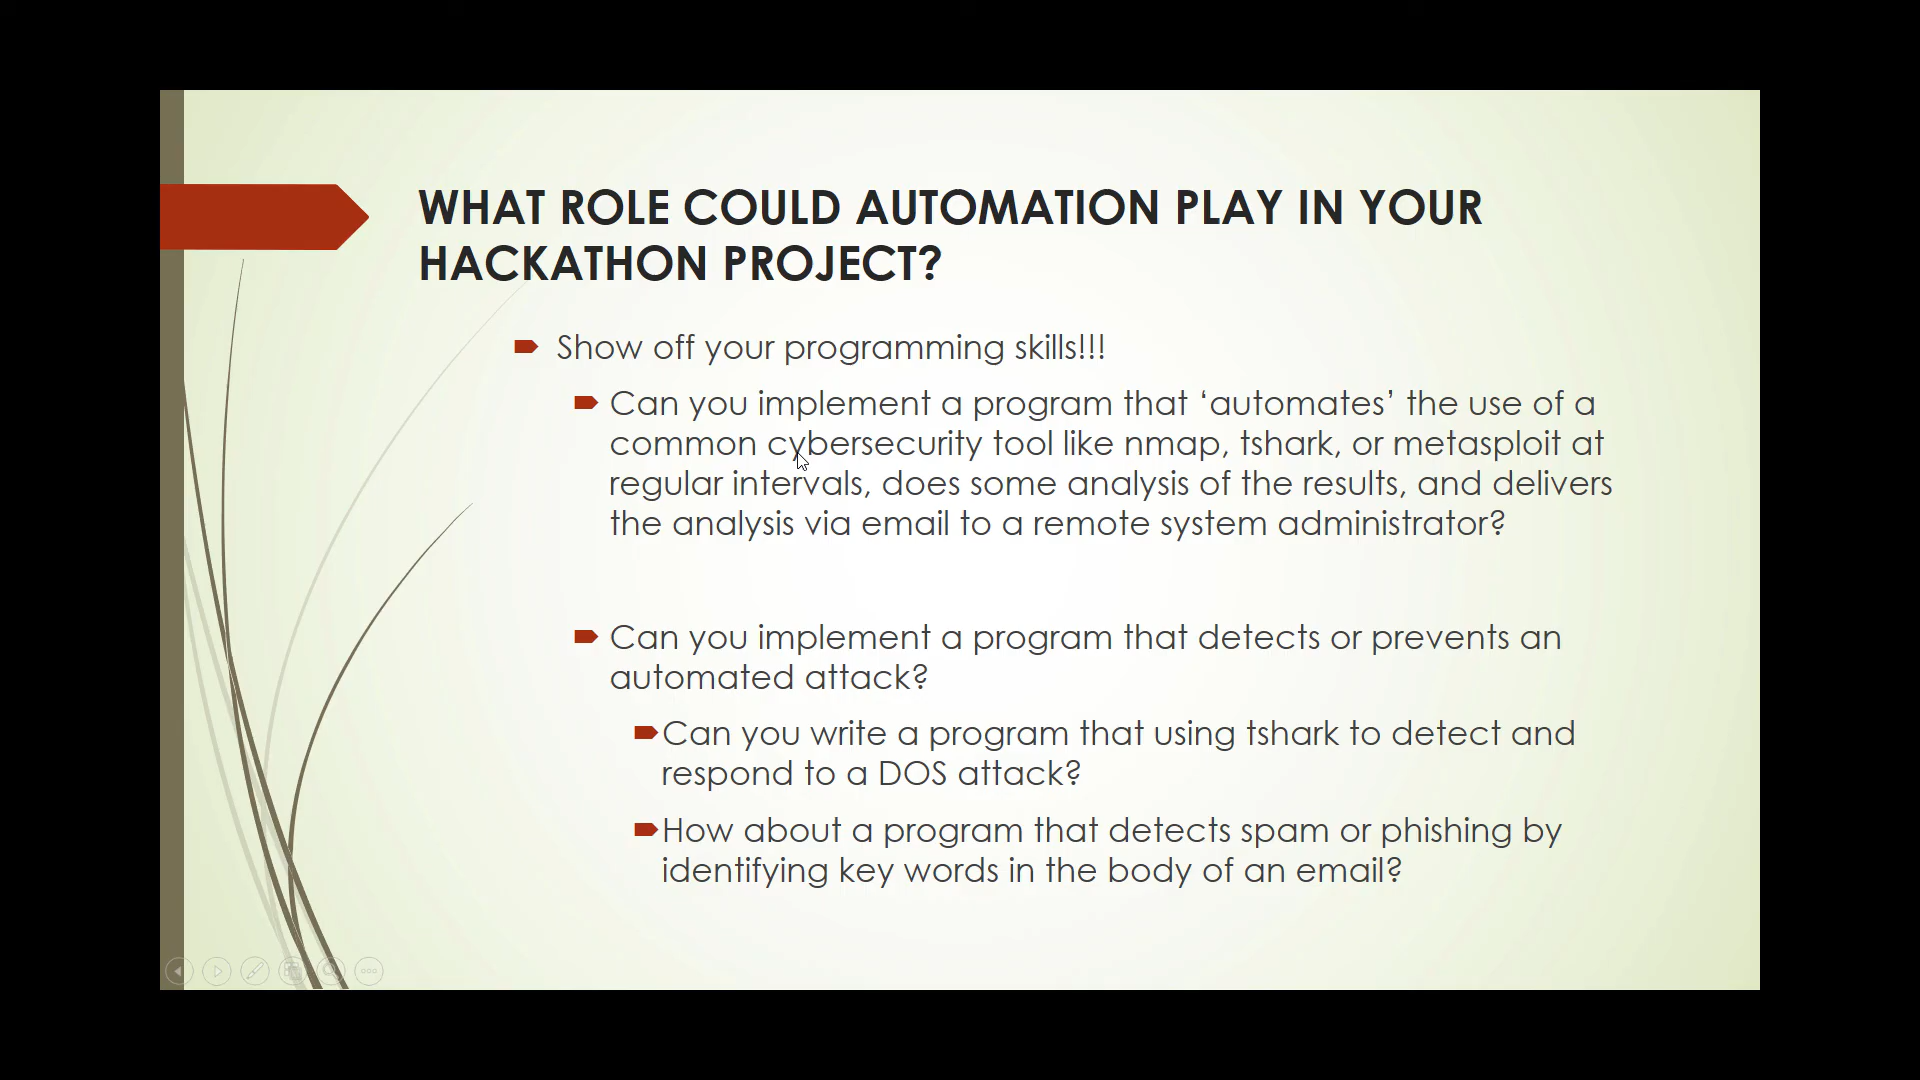 WHAT ROLE COULD AUTOMATION PLAY IN YOUR
HACKATHON PROJECT?
Show off your programming skills!!!
Can you implement a program that ‘automates’ the use of a
common cybersecurity tool like nmap, tshark, or metasploit at
regular intervals, does some analysis of the results, and delivers
the analysis via email to a remote system administrator?
Can you implement a program that detects or prevents an
automated attack?
Can you write a program that using tshark to detect and
respond to a DOS attack?
How about a program that detects spam or phishing by
identifying key words in the body of an email?